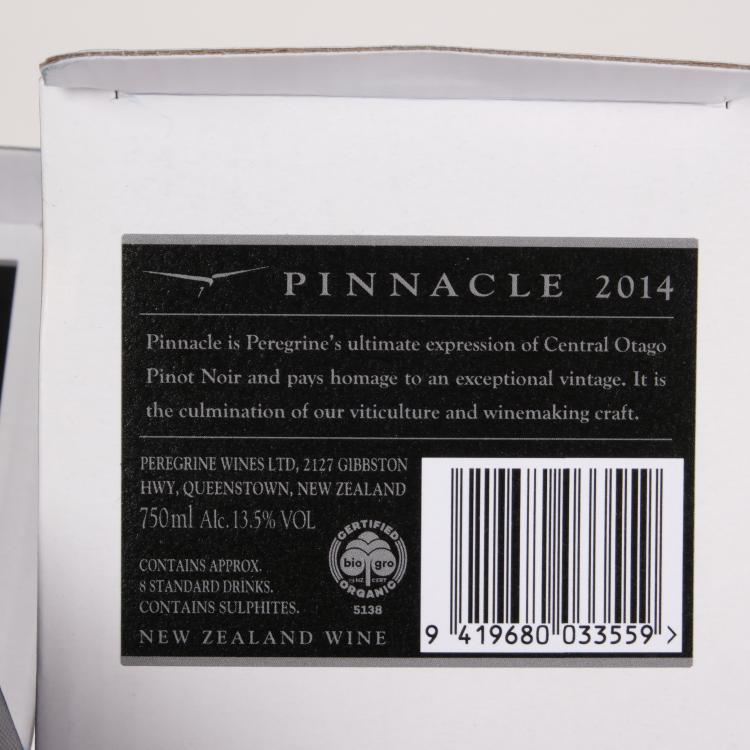 PINNACLE 2014
Pinnacle is Peregrine's ultimate expression of Central Otago
Pinot Noir and pays homage to an exceptional vintage. It is
the culmination of our viticulture and winemaking craft.
PEREGRINE WINES LTD, 2127 GIBBSTON
HWY, QUEENSTOWN, NEW ZEALAND
750ml Alc. 13.5% VOL
CONTAINS APPROX.
8 STANDARD DRINKS.
CONTAINS SULPHITES.
NEW ZEALAND WINE
CERTIFIED
bio gro
NZ CERT
ORGANIC
5138
9 419680 033559 >